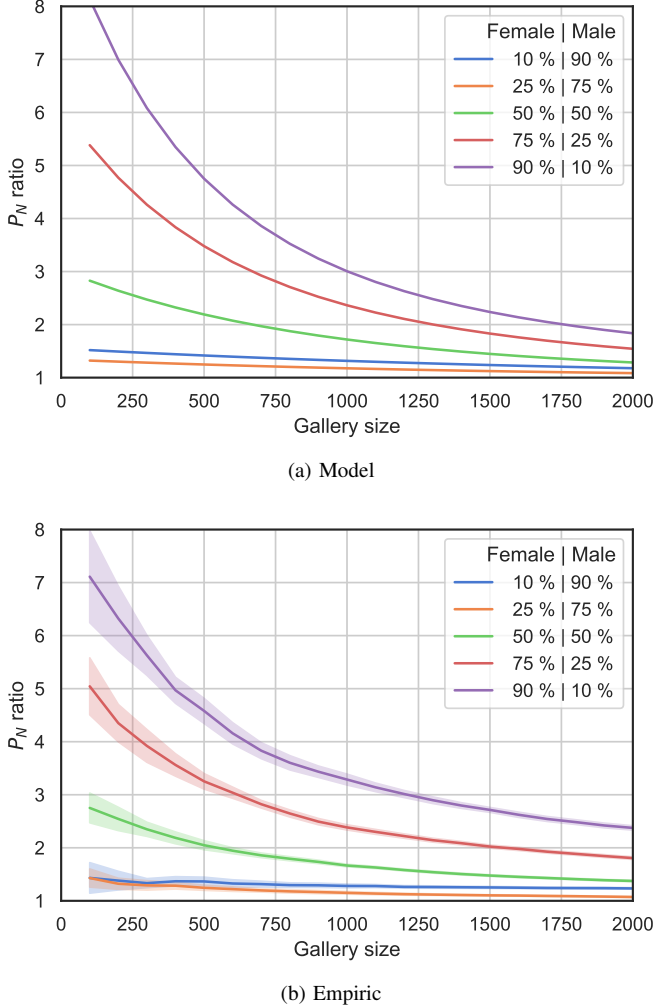 8
7
6
5
4
3
2
1
P_N ratio
Female | Male
10 % | 90 %
25 % | 75 %
50 % | 50 %
75 % | 25 %
90 % | 10 %
0 250 500 750 1000 1250 1500 1750 2000
Gallery size
(a) Model
8
7
6
5
4
3
2
1
P_N ratio
Female | Male
10 % | 90 %
25 % | 75 %
50 % | 50 %
75 % | 25 %
90 % | 10 %
0 250 500 750 1000 1250 1500 1750 2000
Gallery size
(b) Empiric